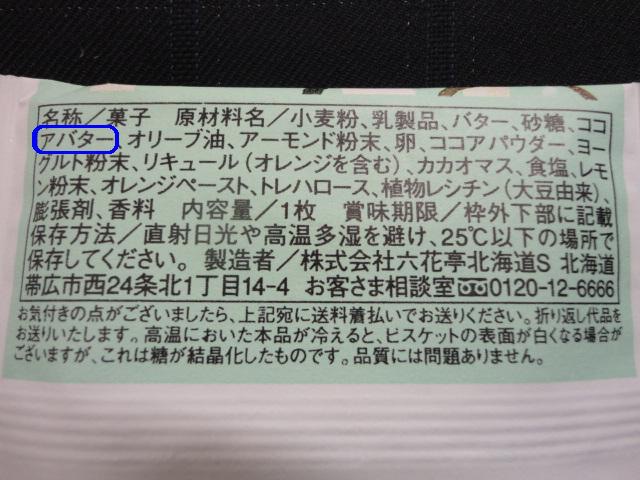 名称／菓子 原材料名／小麦粉、乳製品、バター、砂糖、ココ
アバター、オリーブ油、アーモンド粉末、卵、ココアパウダー、ヨー
グルト粉末、リキュール（オレンジを含む）、カカオマス、食塩、レモ
ン粉末、オレンジペースト、トレハロース、植物レシチン（大豆由来）、
膨張剤、香料 内容量／1枚 賞味期限／枠外下部に記載
保存方法／直射日光や高温多湿を避け、25℃以下の場所で
保存してください。 製造者／株式会社六花亭北海道S 北海道
帯広市西24条北1丁目14-4 お客さま相談室 0120-12-6666
お気付きの点がございましたら、上記宛に送料着払いでお送りください。折り返し代品を
お送りいたします。高温において本品が冷えると、ビスケットの表面が白くなる場合が
ございますが、これは糖が結晶化したものです。品質には問題ありません。